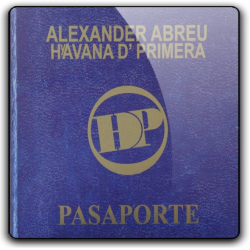 ALEXANDER ABREU
HAVANA D' PRIMERA
HDP
PASAPORTE